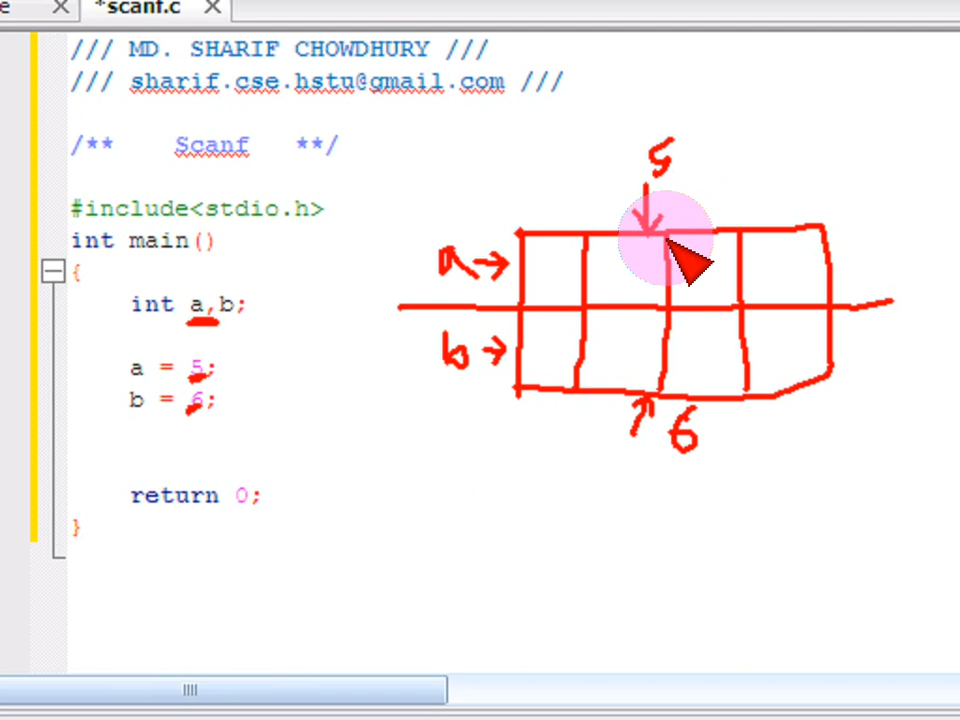 e
*scanf.c
/// MD. SHARIF CHOWDHURY ///
/// sharif.cse.hstu@gmail.com ///
/** Scanf **/
#include<stdio.h>
int main()
{
int a,b;
a = 5;
b = 6;
return 0;
}
5
a
b
6